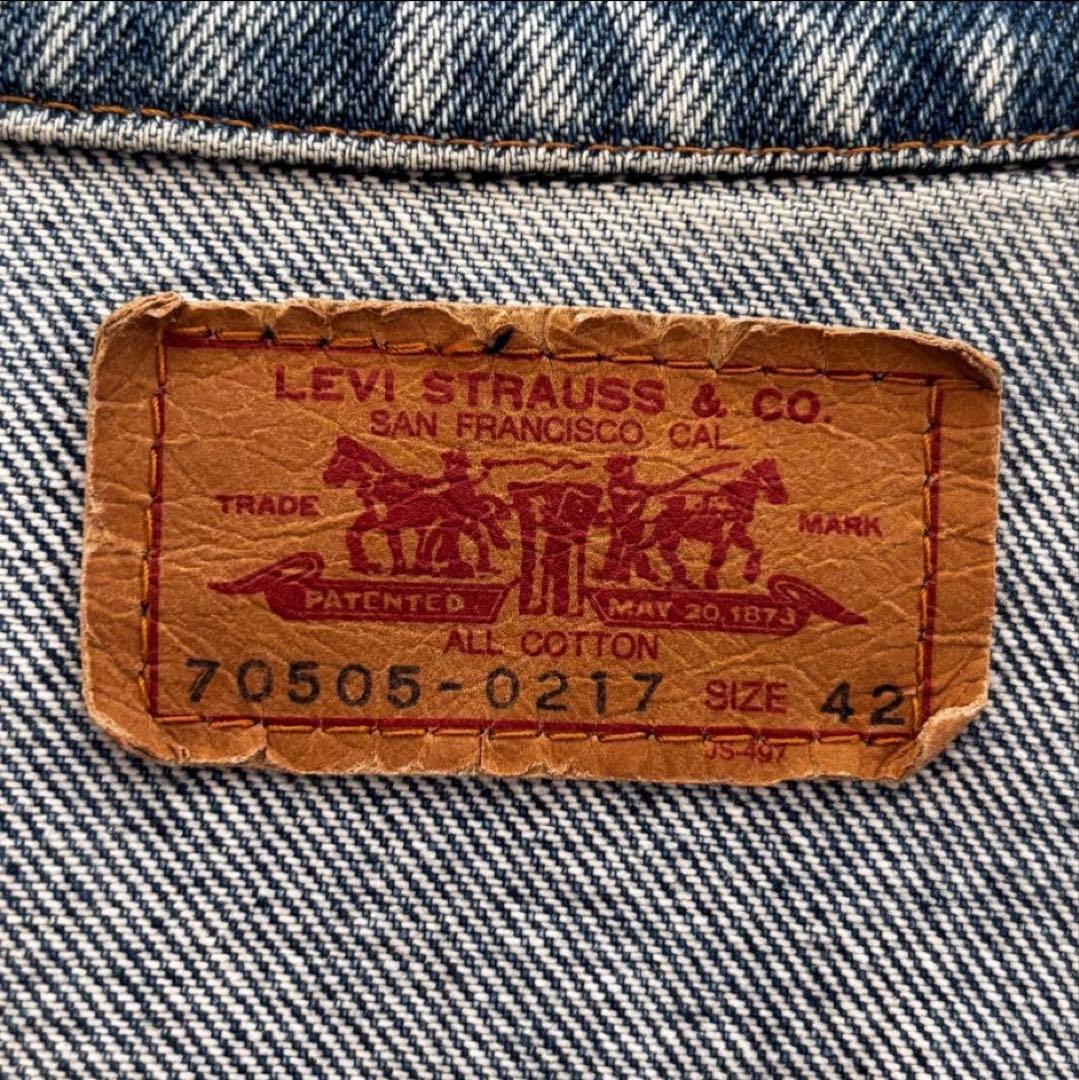 LEVI STRAUSS & CO.
SAN FRANCISCO, CAL.
TRADE MARK
PATENTED MAY 20, 1873
ALL COTTON
70505-0217 SIZE 42
JS-497